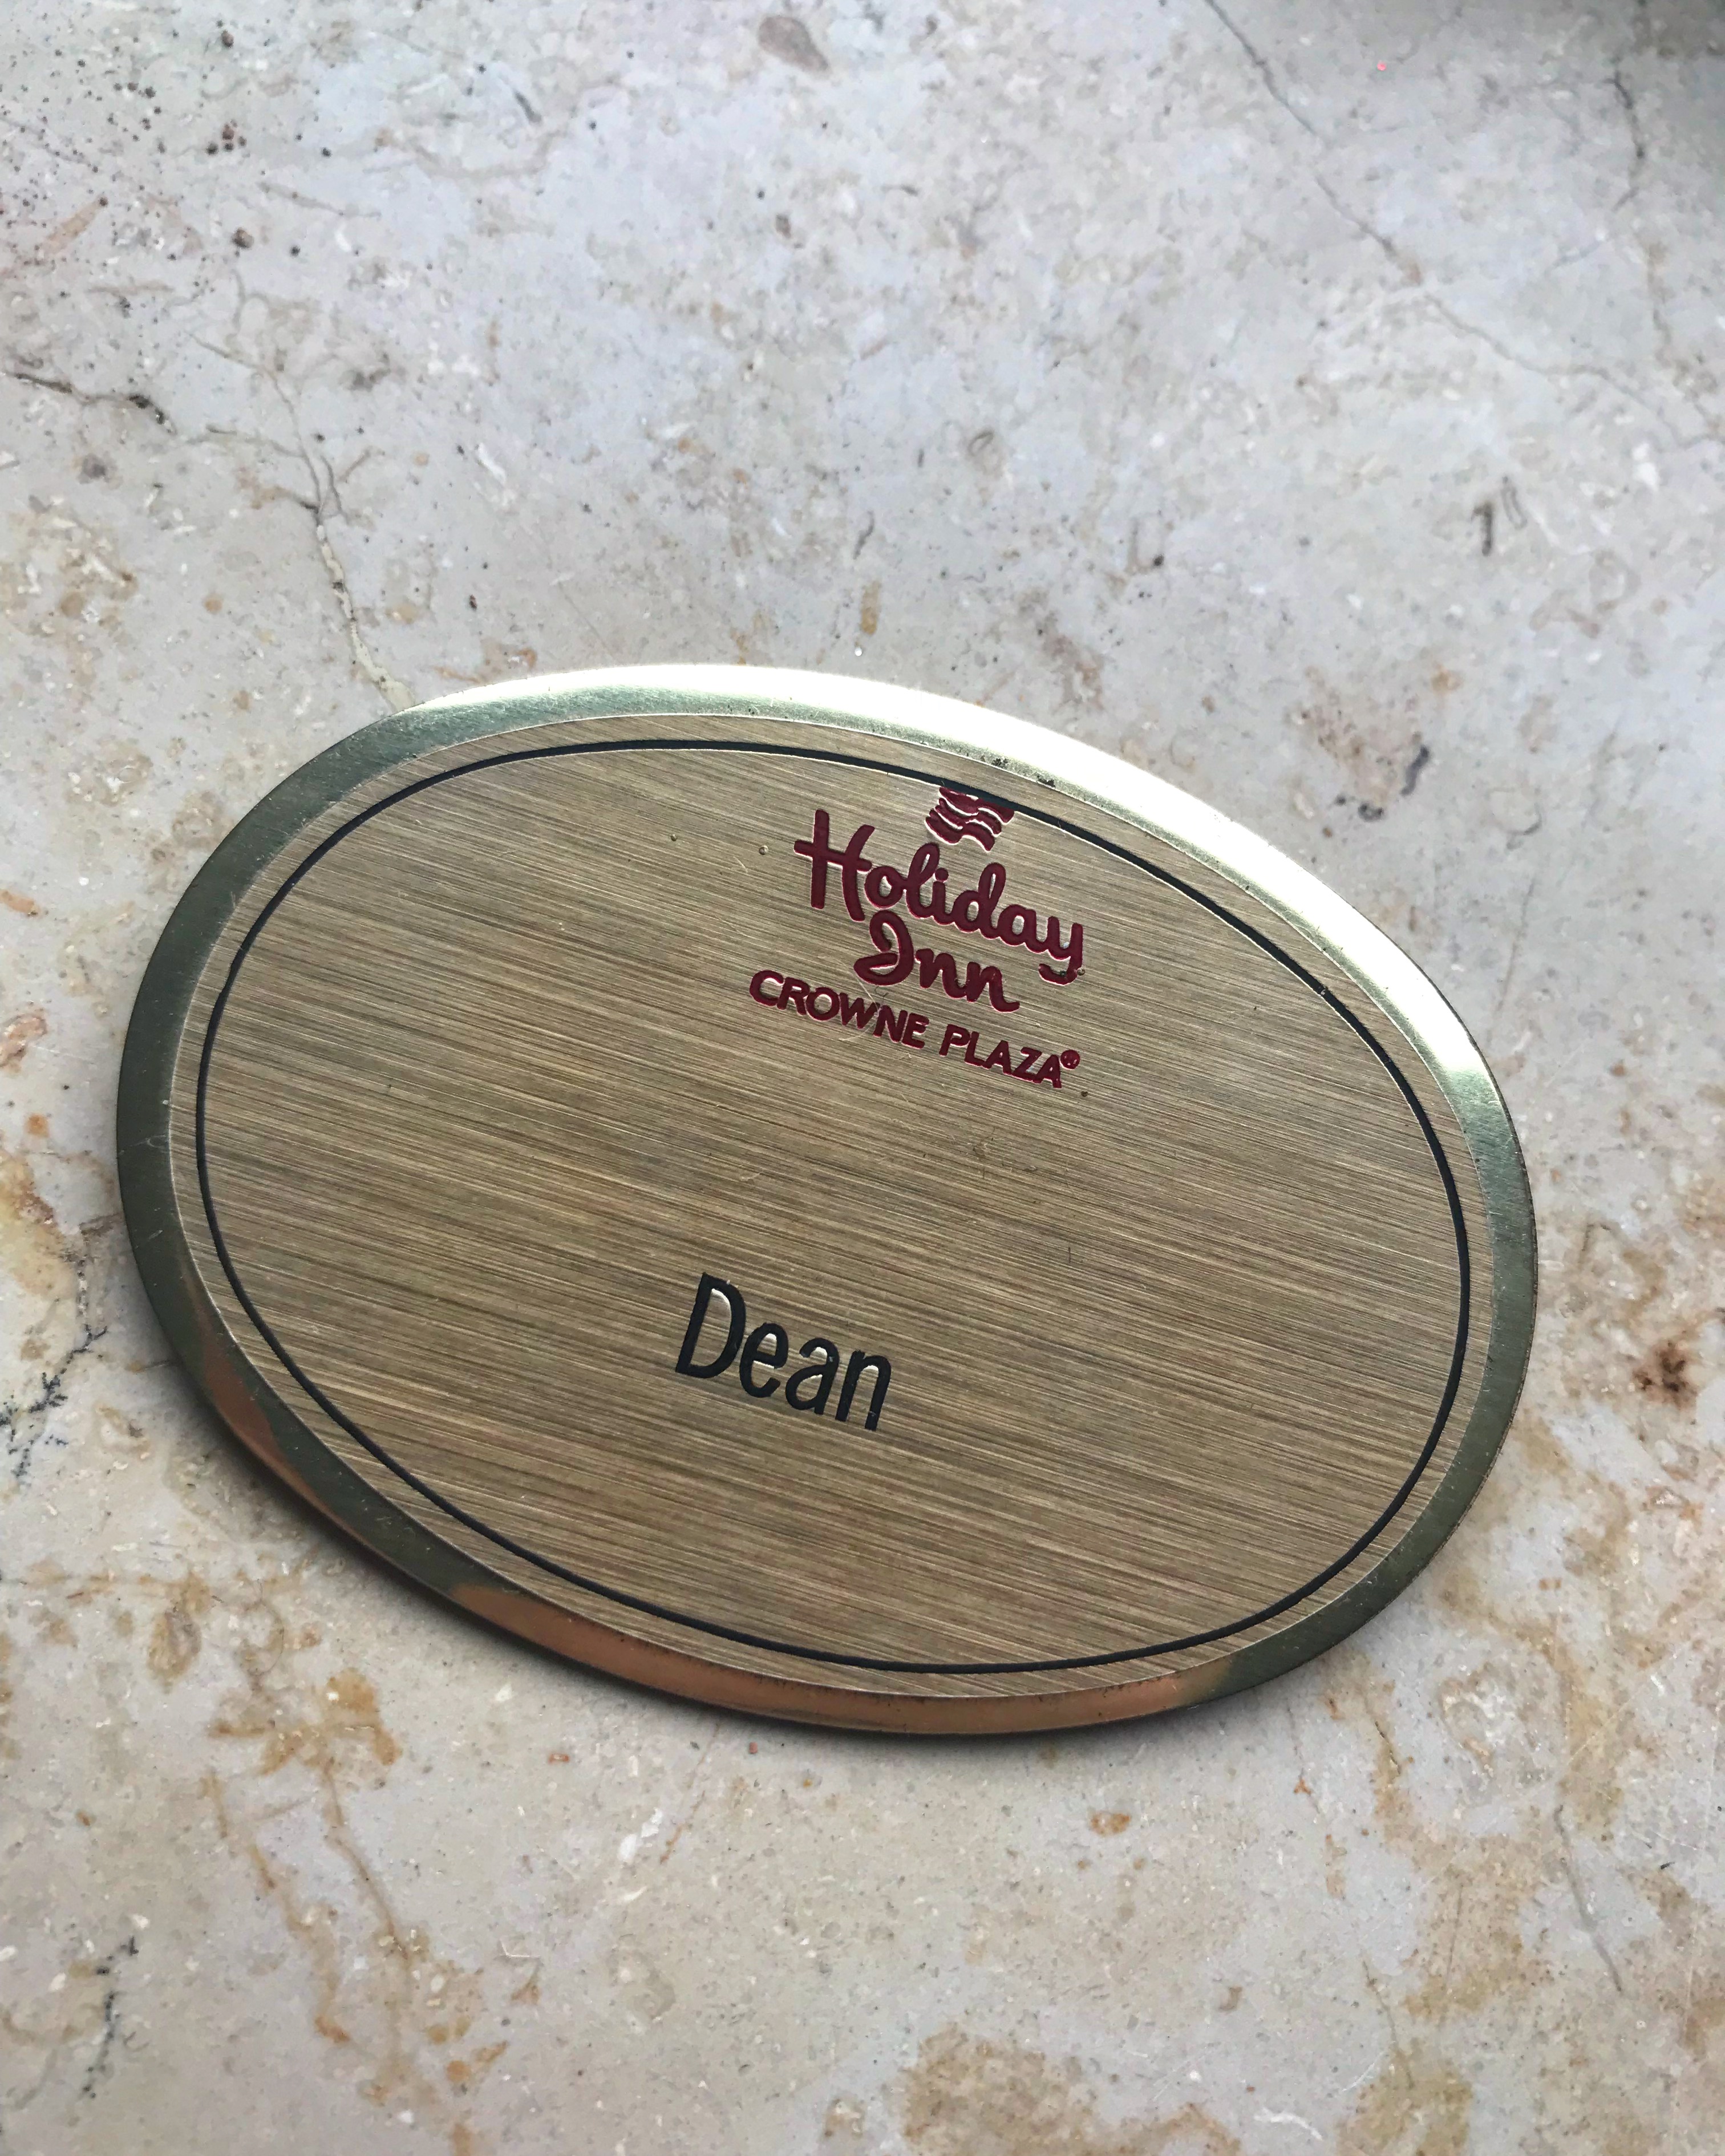 Holiday
Inn
CROWNE PLAZA®
Dean